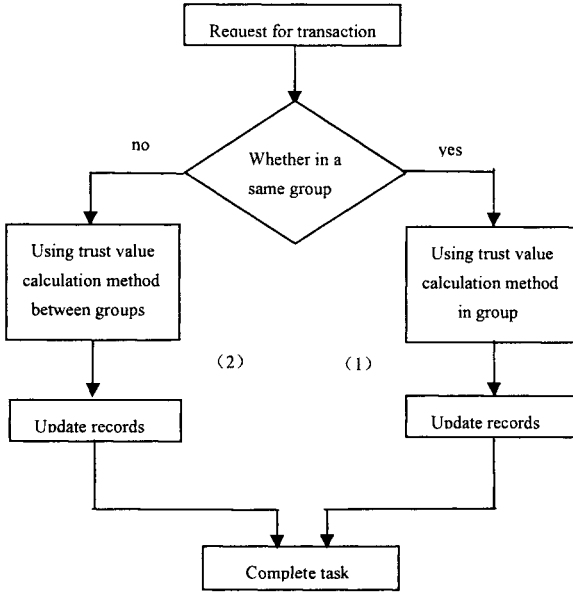 Request for transaction
no
yes
Whether in a
same group
Using trust value
calculation method
between groups
Using trust value
calculation method
in group
（2）
（1）
Update records
Update records
Complete task